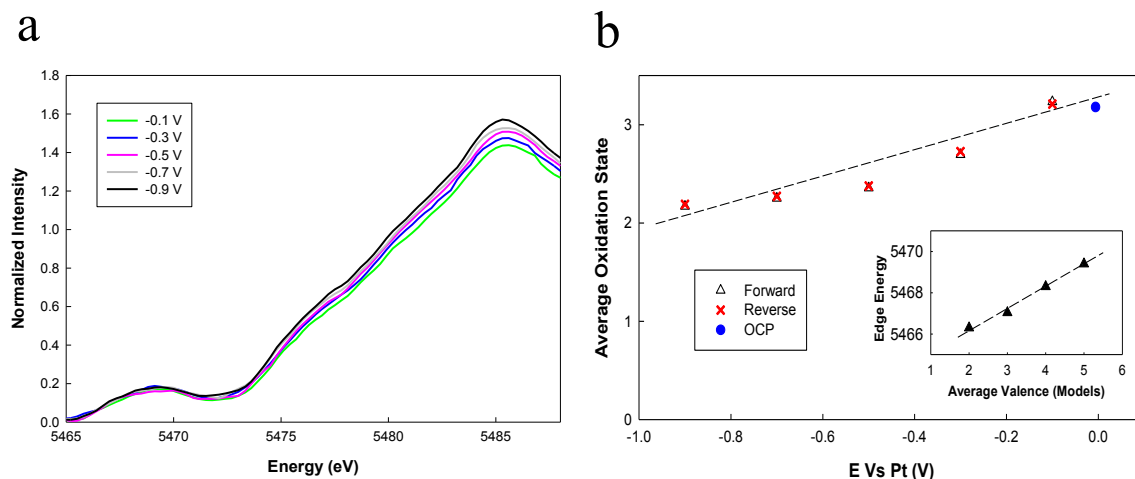 a
1.8
1.6
1.4
1.2
1.0
0.8
0.6
0.4
0.2
0.0
Normalized Intensity
-0.1 V
-0.3 V
-0.5 V
-0.7 V
-0.9 V
5465 5470 5475 5480 5485
Energy (eV)
b
3
2
1
0
Average Oxidation State
Forward
Reverse
OCP
5470
5468
5466
Edge Energy
1 2 3 4 5 6
Average Valence (Models)
-1.0 -0.8 -0.6 -0.4 -0.2 0.0
E Vs Pt (V)